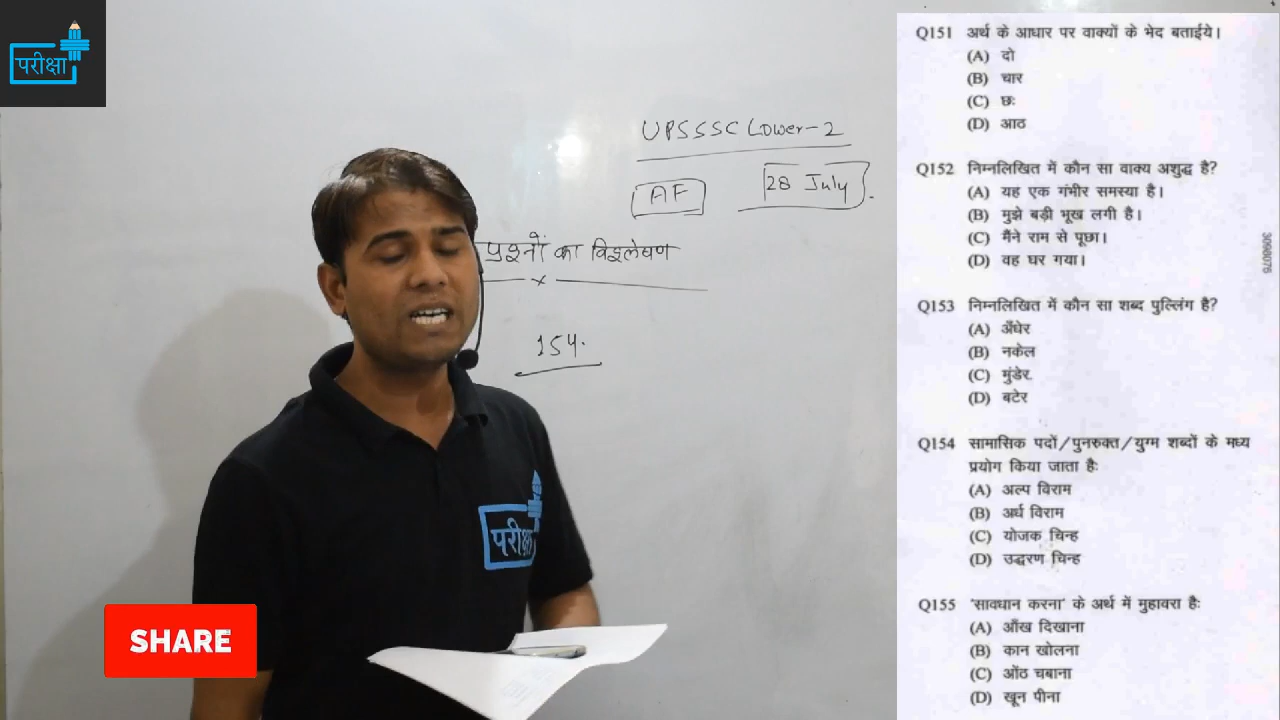 परीक्षा
UPSSSC Lower-2
AF
28 July
प्रश्नों का विश्लेषण
154.
परीक्षा
SHARE
Q151 अर्थ के आधार पर वाक्यों के भेद बताईये।
(A) दो
(B) चार
(C) छः
(D) आठ
Q152 निम्नलिखित में कौन सा वाक्य अशुद्ध है?
(A) यह एक गंभीर समस्या है।
(B) मुझे बड़ी भूख लगी है।
(C) मैंने राम से पूछा।
(D) वह घर गया।
Q153 निम्नलिखित में कौन सा शब्द पुल्लिंग है?
(A) अँधेर
(B) नकेल
(C) मुंडेर
(D) बटेर
Q154 सामासिक पदों/पुनरुक्त/युग्म शब्दों के मध्य
प्रयोग किया जाता हैः
(A) अल्प विराम
(B) अर्ध विराम
(C) योजक चिन्ह
(D) उद्धरण चिन्ह
Q155 'सावधान करना' के अर्थ में मुहावरा हैः
(A) आँख दिखाना
(B) कान खोलना
(C) ओंठ चबाना
(D) खून पीना